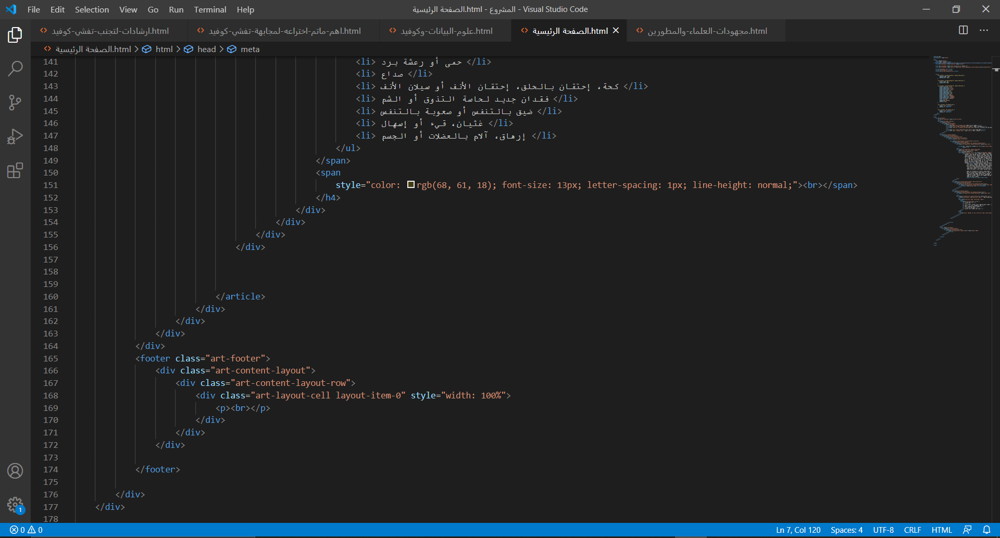 File Edit Selection View Go Run Terminal Help
الصفحة الرئيسية.html - المشروع - Visual Studio Code
ارشادات-لتجنب-تفشي-كوفيد.html
اهم-ماتم-اختراعه-لمجابهة-تفشي-كوفيد.html
علوم-البيانات-وكوفيد.html
الصفحة الرئيسية.html
مجهودات-العلماء-والمطورين.html
الصفحة الرئيسية.html > html > head > meta
141 <li> حمى أو رعشة برد </li>
142 <li> صداع </li>
143 <li> كحة، إحتقان بالحلق، إحتقان الأنف أو سيلان الأنف </li>
144 <li> فقدان جديد لحاسة التذوق أو الشم </li>
145 <li> ضيق بالتنفس أو صعوبة بالتنفس </li>
146 <li> غثيان، قيء أو إسهال </li>
147 <li> إرهاق، آلام بالعضلات أو الجسم </li>
148 </ul>
149 </span>
150 <span
151 style="color: rgb(68, 61, 18); font-size: 13px; letter-spacing: 1px; line-height: normal;"><br></span>
152 </h4>
153 </div>
154 </div>
155 </div>
156 </div>
157
158
159
160 </article>
161 </div>
162 </div>
163 </div>
164 </div>
165 <footer class="art-footer">
166 <div class="art-content-layout">
167 <div class="art-content-layout-row">
168 <div class="art-layout-cell layout-item-0" style="width: 100%">
169 <p><br></p>
170 </div>
171 </div>
172 </div>
173
174 </footer>
175
176 </div>
177 </div>
178
1
0 0
Ln 7, Col 120 Spaces: 4 UTF-8 CRLF HTML